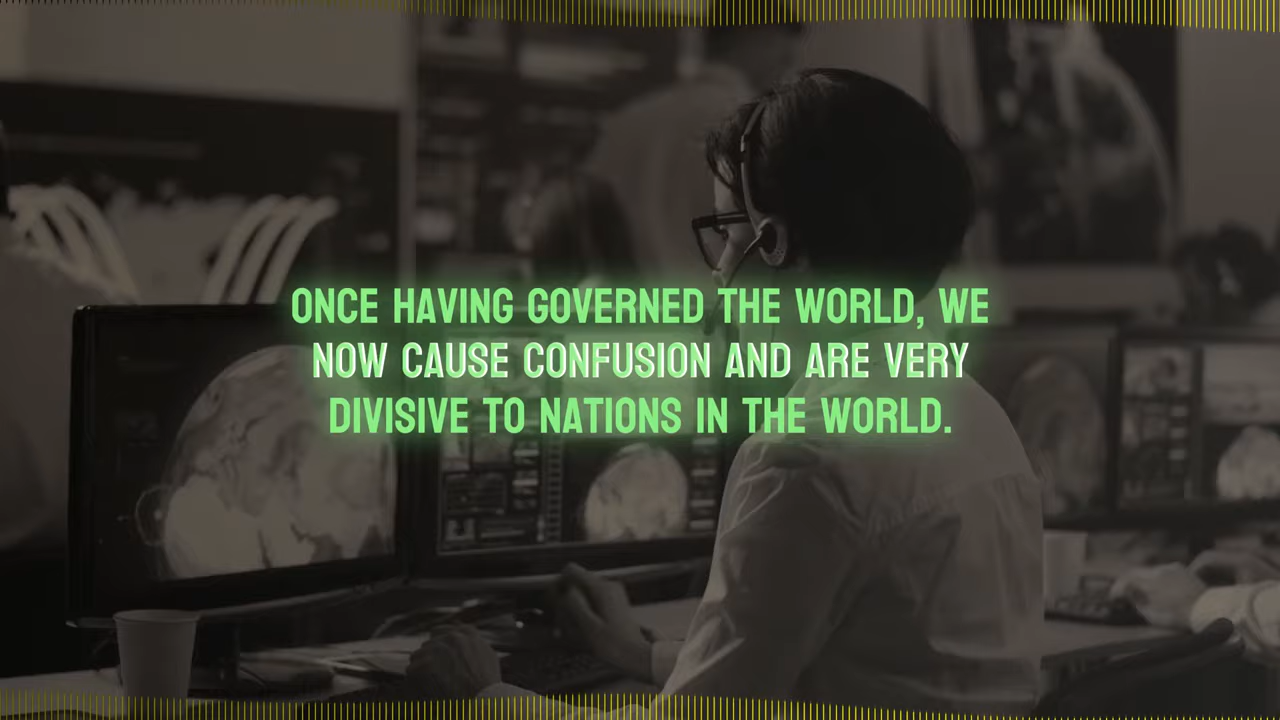 ONCE HAVING GOVERNED THE WORLD, WE
NOW CAUSE CONFUSION AND ARE VERY
DIVISIVE TO NATIONS IN THE WORLD.